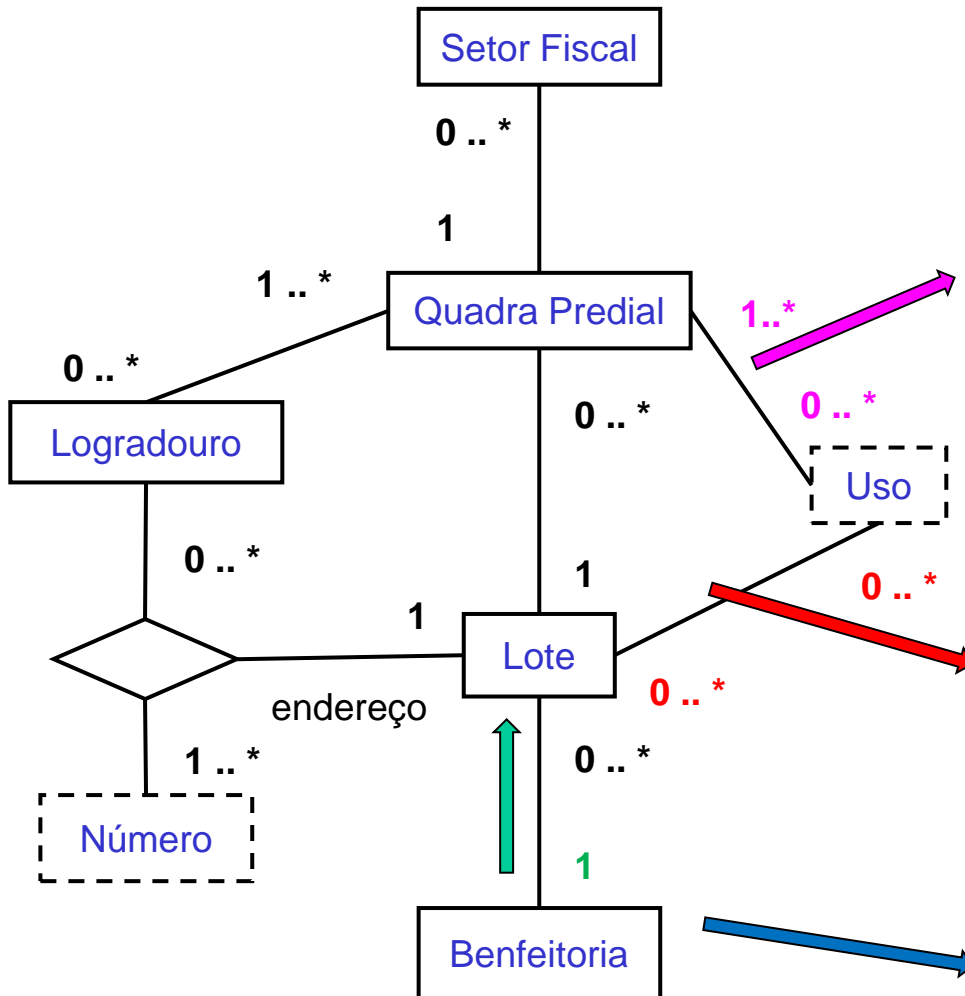 Setor Fiscal
0 .. *
1
1 .. *
Quadra Predial
1..*
0 .. *
0 .. *
0 .. *
Logradouro
Uso
0 .. *
1
0 .. *
1
Lote
endereço
0 .. *
1 .. *
0 .. *
Número
1
Benfeitoria